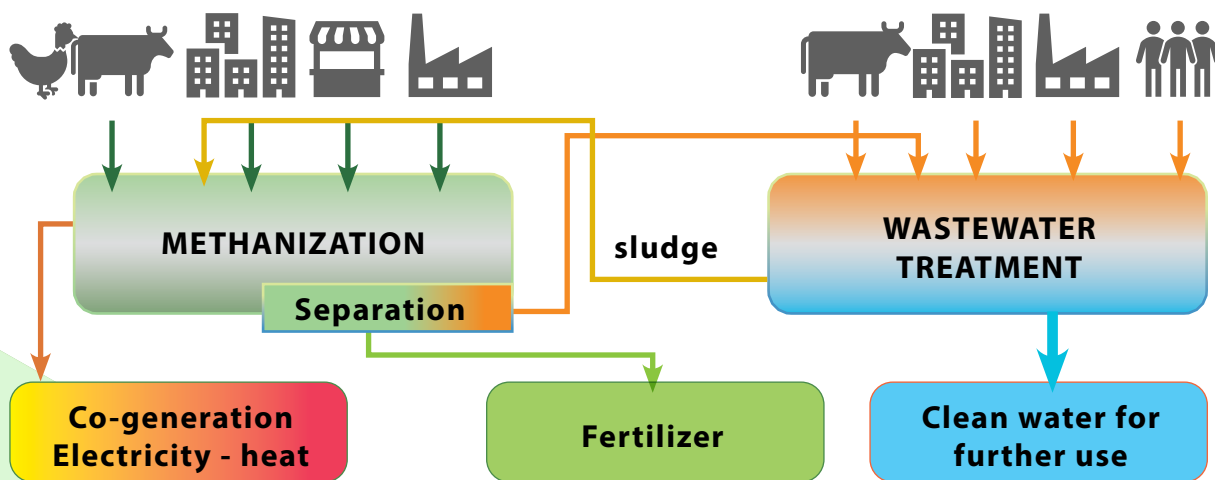 METHANIZATION
Separation
sludge
WASTEWATER
TREATMENT
Co-generation
Electricity - heat
Fertilizer
Clean water for
further use